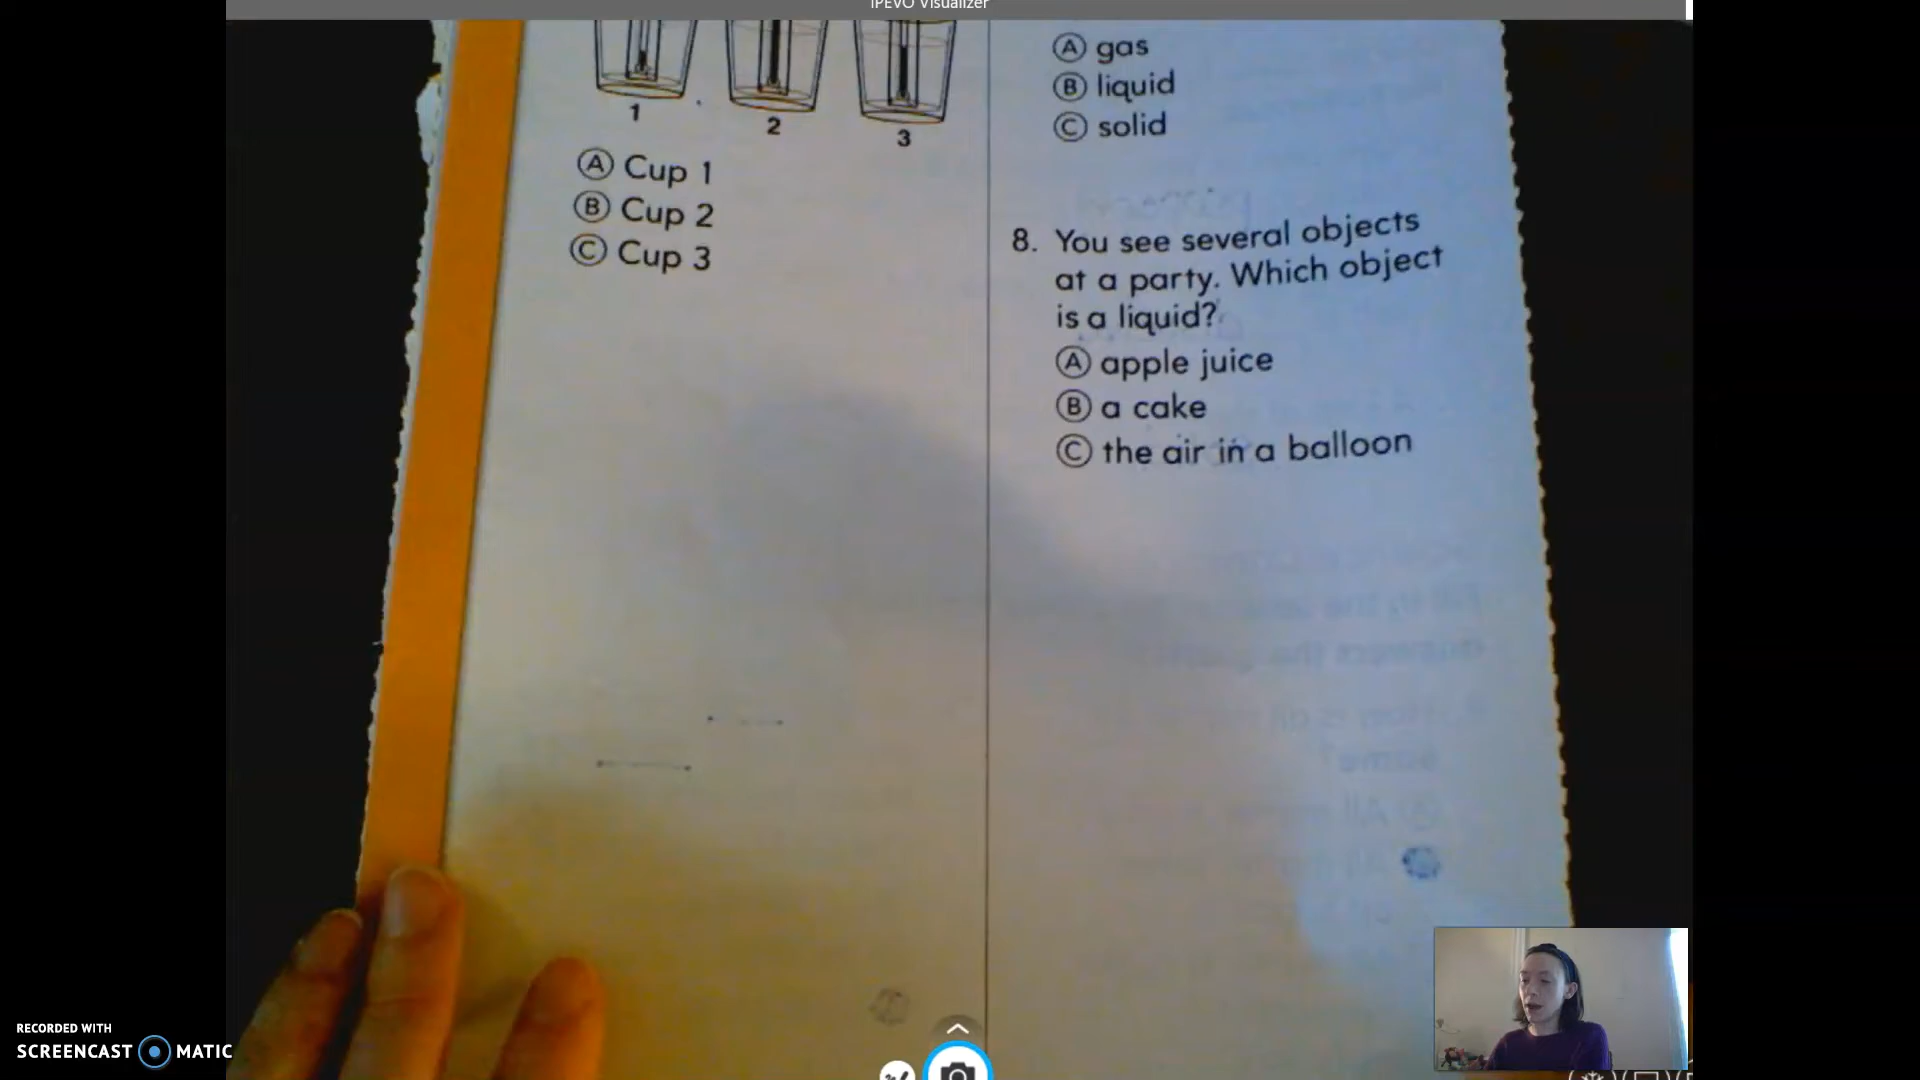 IPEVO Visualizer
1
2
3
Ⓐ Cup 1
Ⓑ Cup 2
Ⓒ Cup 3
Ⓐ gas
Ⓑ liquid
Ⓒ solid
8. You see several objects
at a party. Which object
is a liquid?
Ⓐ apple juice
Ⓑ a cake
Ⓒ the air in a balloon
RECORDED WITH
SCREENCAST MATIC